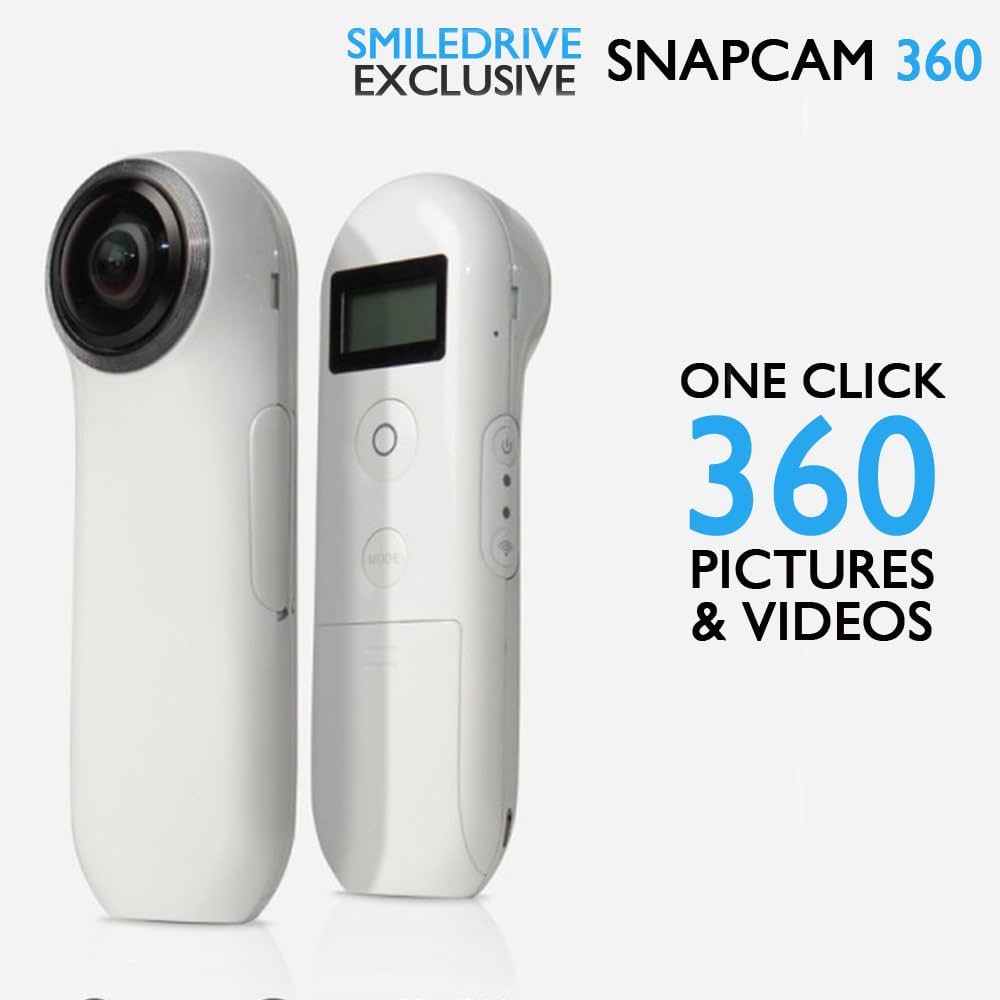 SMILEDRIVE
EXCLUSIVE
SNAPCAM 360
ONE CLICK
360
PICTURES
& VIDEOS
MODE